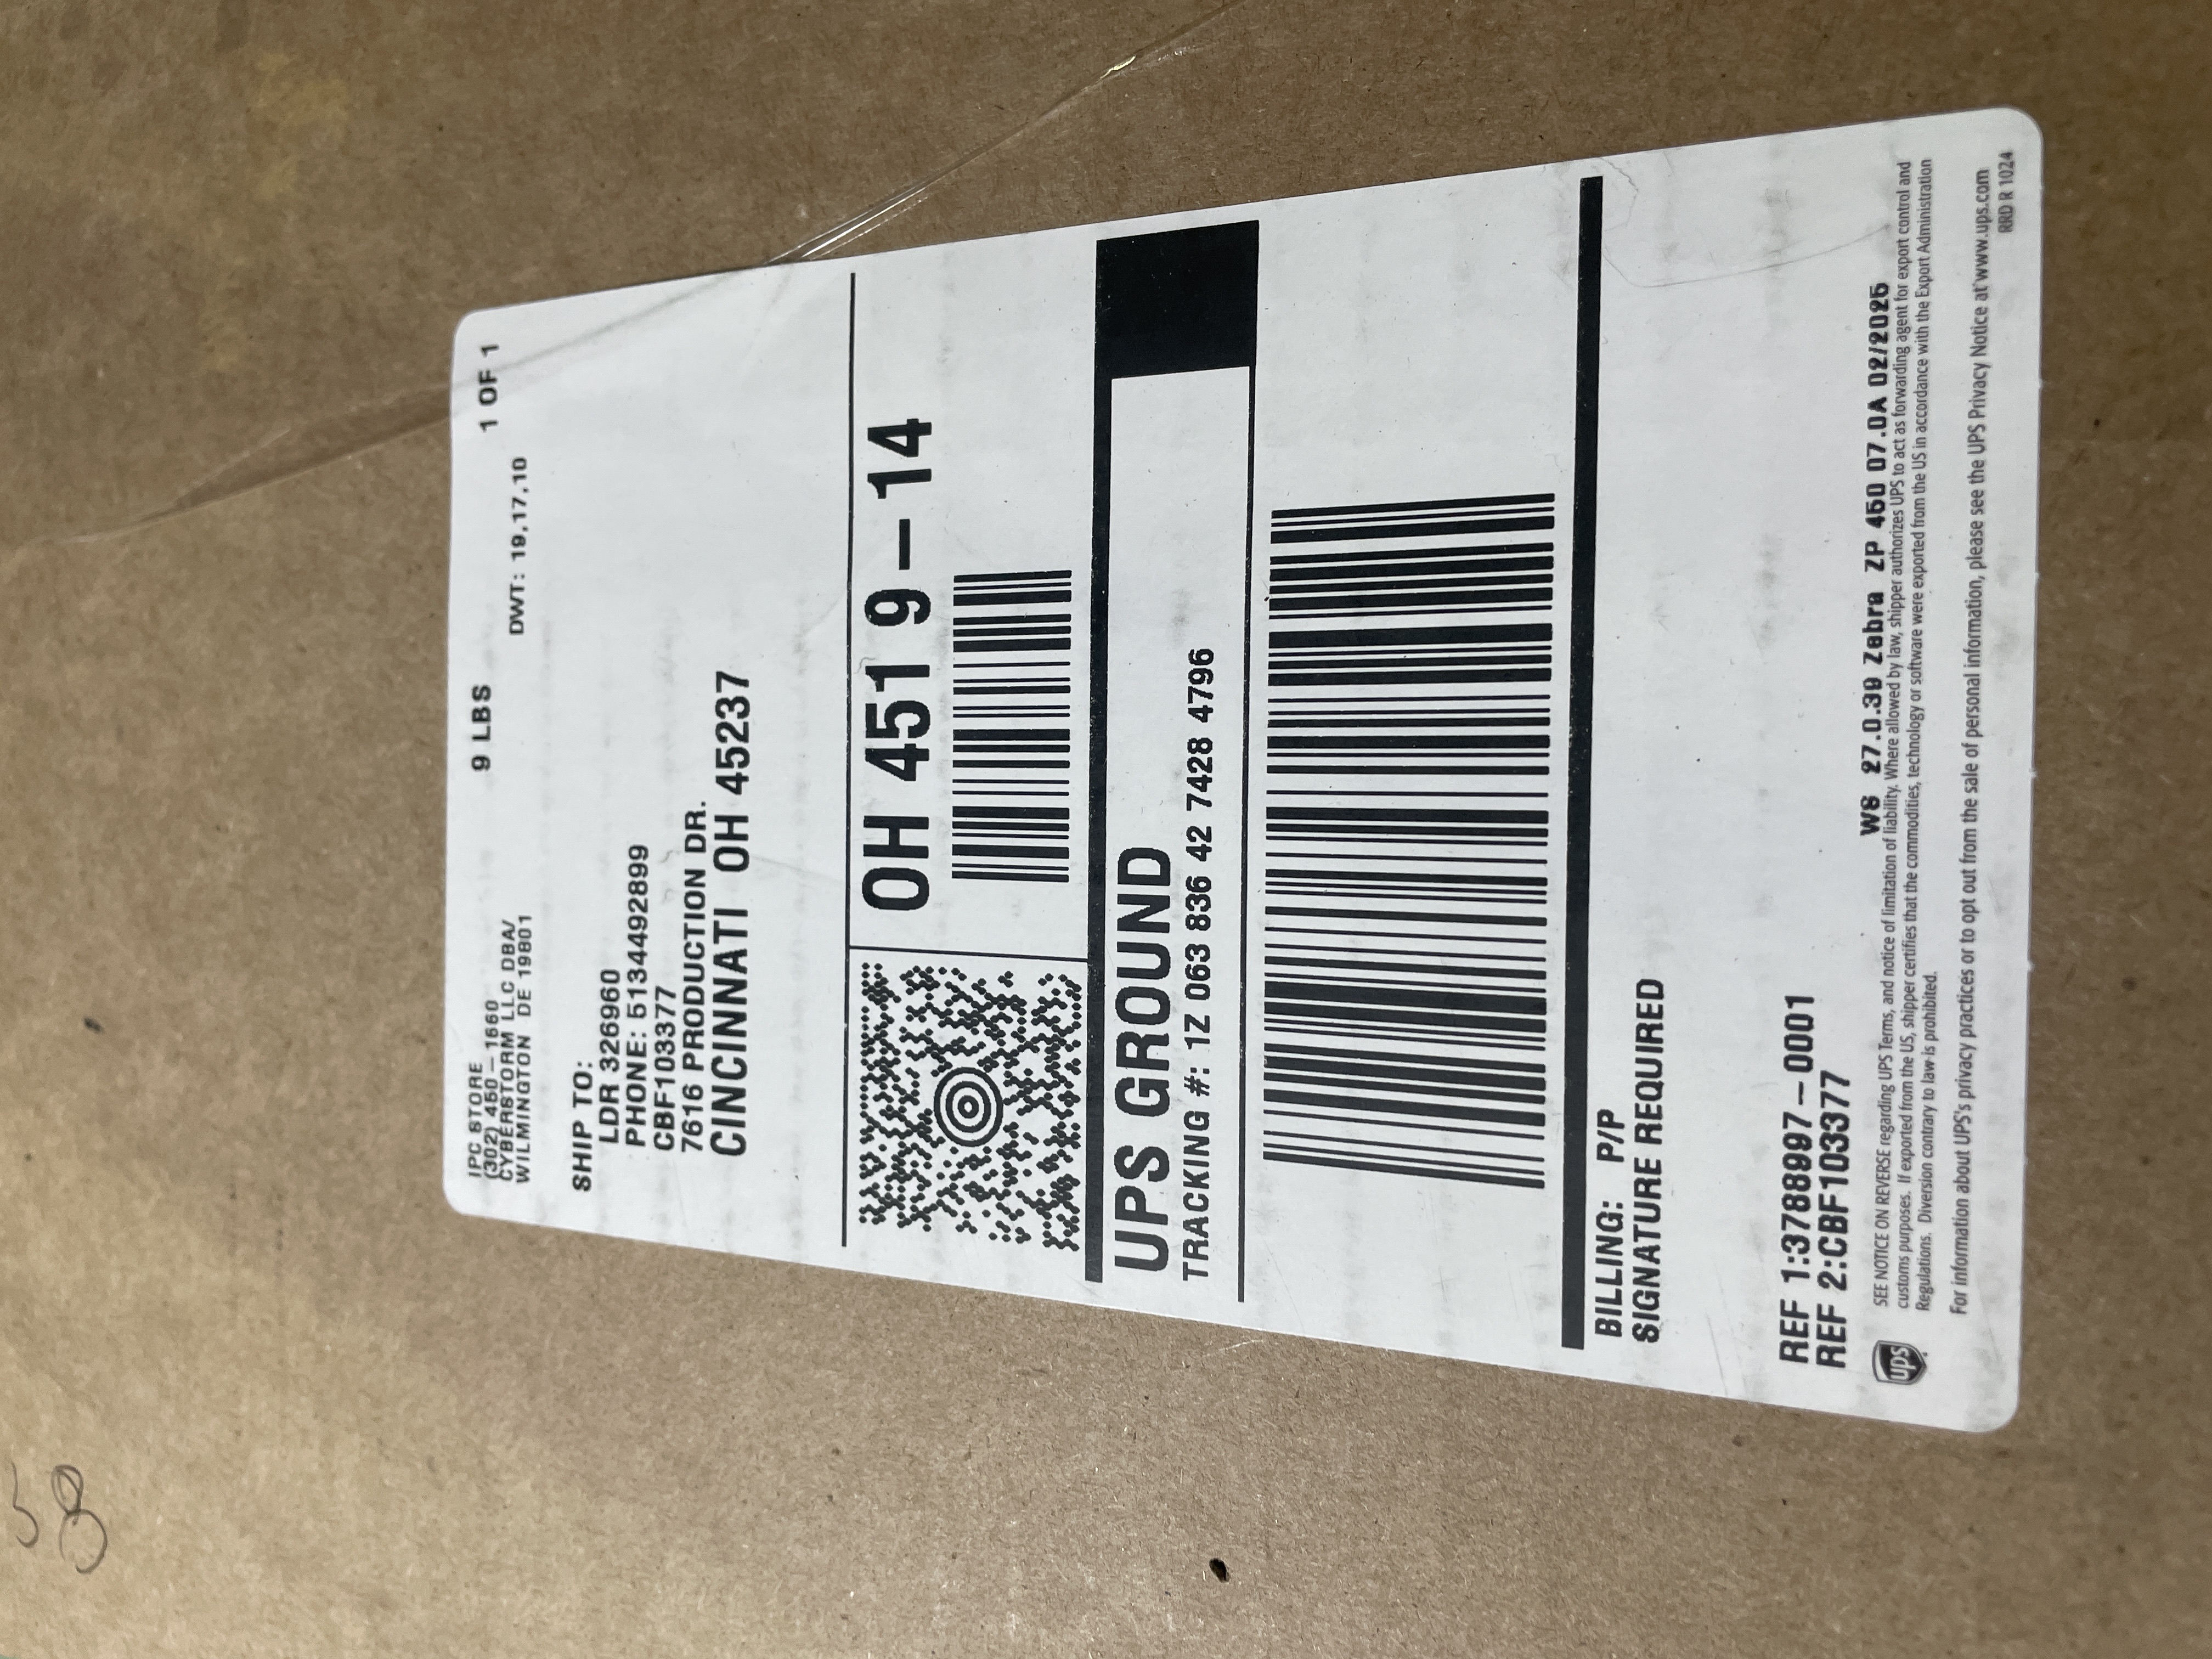 IPC STORE
(302) 450-1660
CYBERSTORM LLC DBA/
WILMINGTON DE 19801
9 LBS
1 OF 1
DWT: 19,17,10
SHIP TO:
LDR 326960
PHONE: 5134492899
CBF103377
7616 PRODUCTION DR.
CINCINNATI OH 45237
OH 451 9-14
UPS GROUND
TRACKING #: 1Z 063 836 42 7428 4796
BILLING: P/P
SIGNATURE REQUIRED
REF 1:3788997-0001
REF 2:CBF103377
WS 27.0.39 Zebra ZP 450 07.0A 02/2025
ups
SEE NOTICE ON REVERSE regarding UPS Terms, and notice of limitation of liability. Where allowed by law, shipper authorizes UPS to act as forwarding agent for export control and
customs purposes. If exported from the US, shipper certifies that the commodities, technology or software were exported from the US in accordance with the Export Administration
Regulations. Diversion contrary to law is prohibited.
For information about UPS's privacy practices or to opt out from the sale of personal information, please see the UPS Privacy Notice at www.ups.com
RRD R 1024